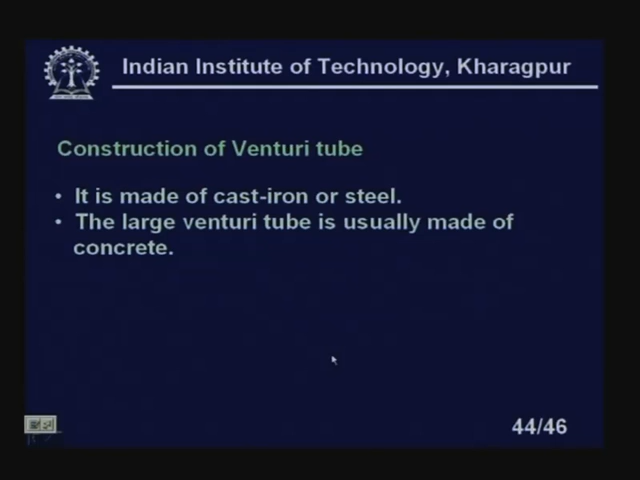 Indian Institute of Technology, Kharagpur
Construction of Venturi tube
• It is made of cast-iron or steel.
• The large venturi tube is usually made of
concrete.
44/46